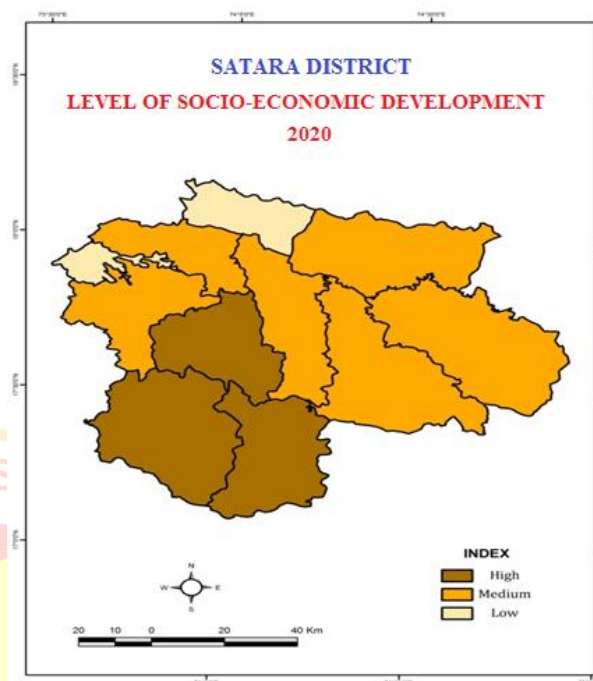 SATARA DISTRICT
LEVEL OF SOCIO-ECONOMIC DEVELOPMENT
2020
N
W E
S
INDEX
High
Medium
Low
20 10 0 20 40 Km